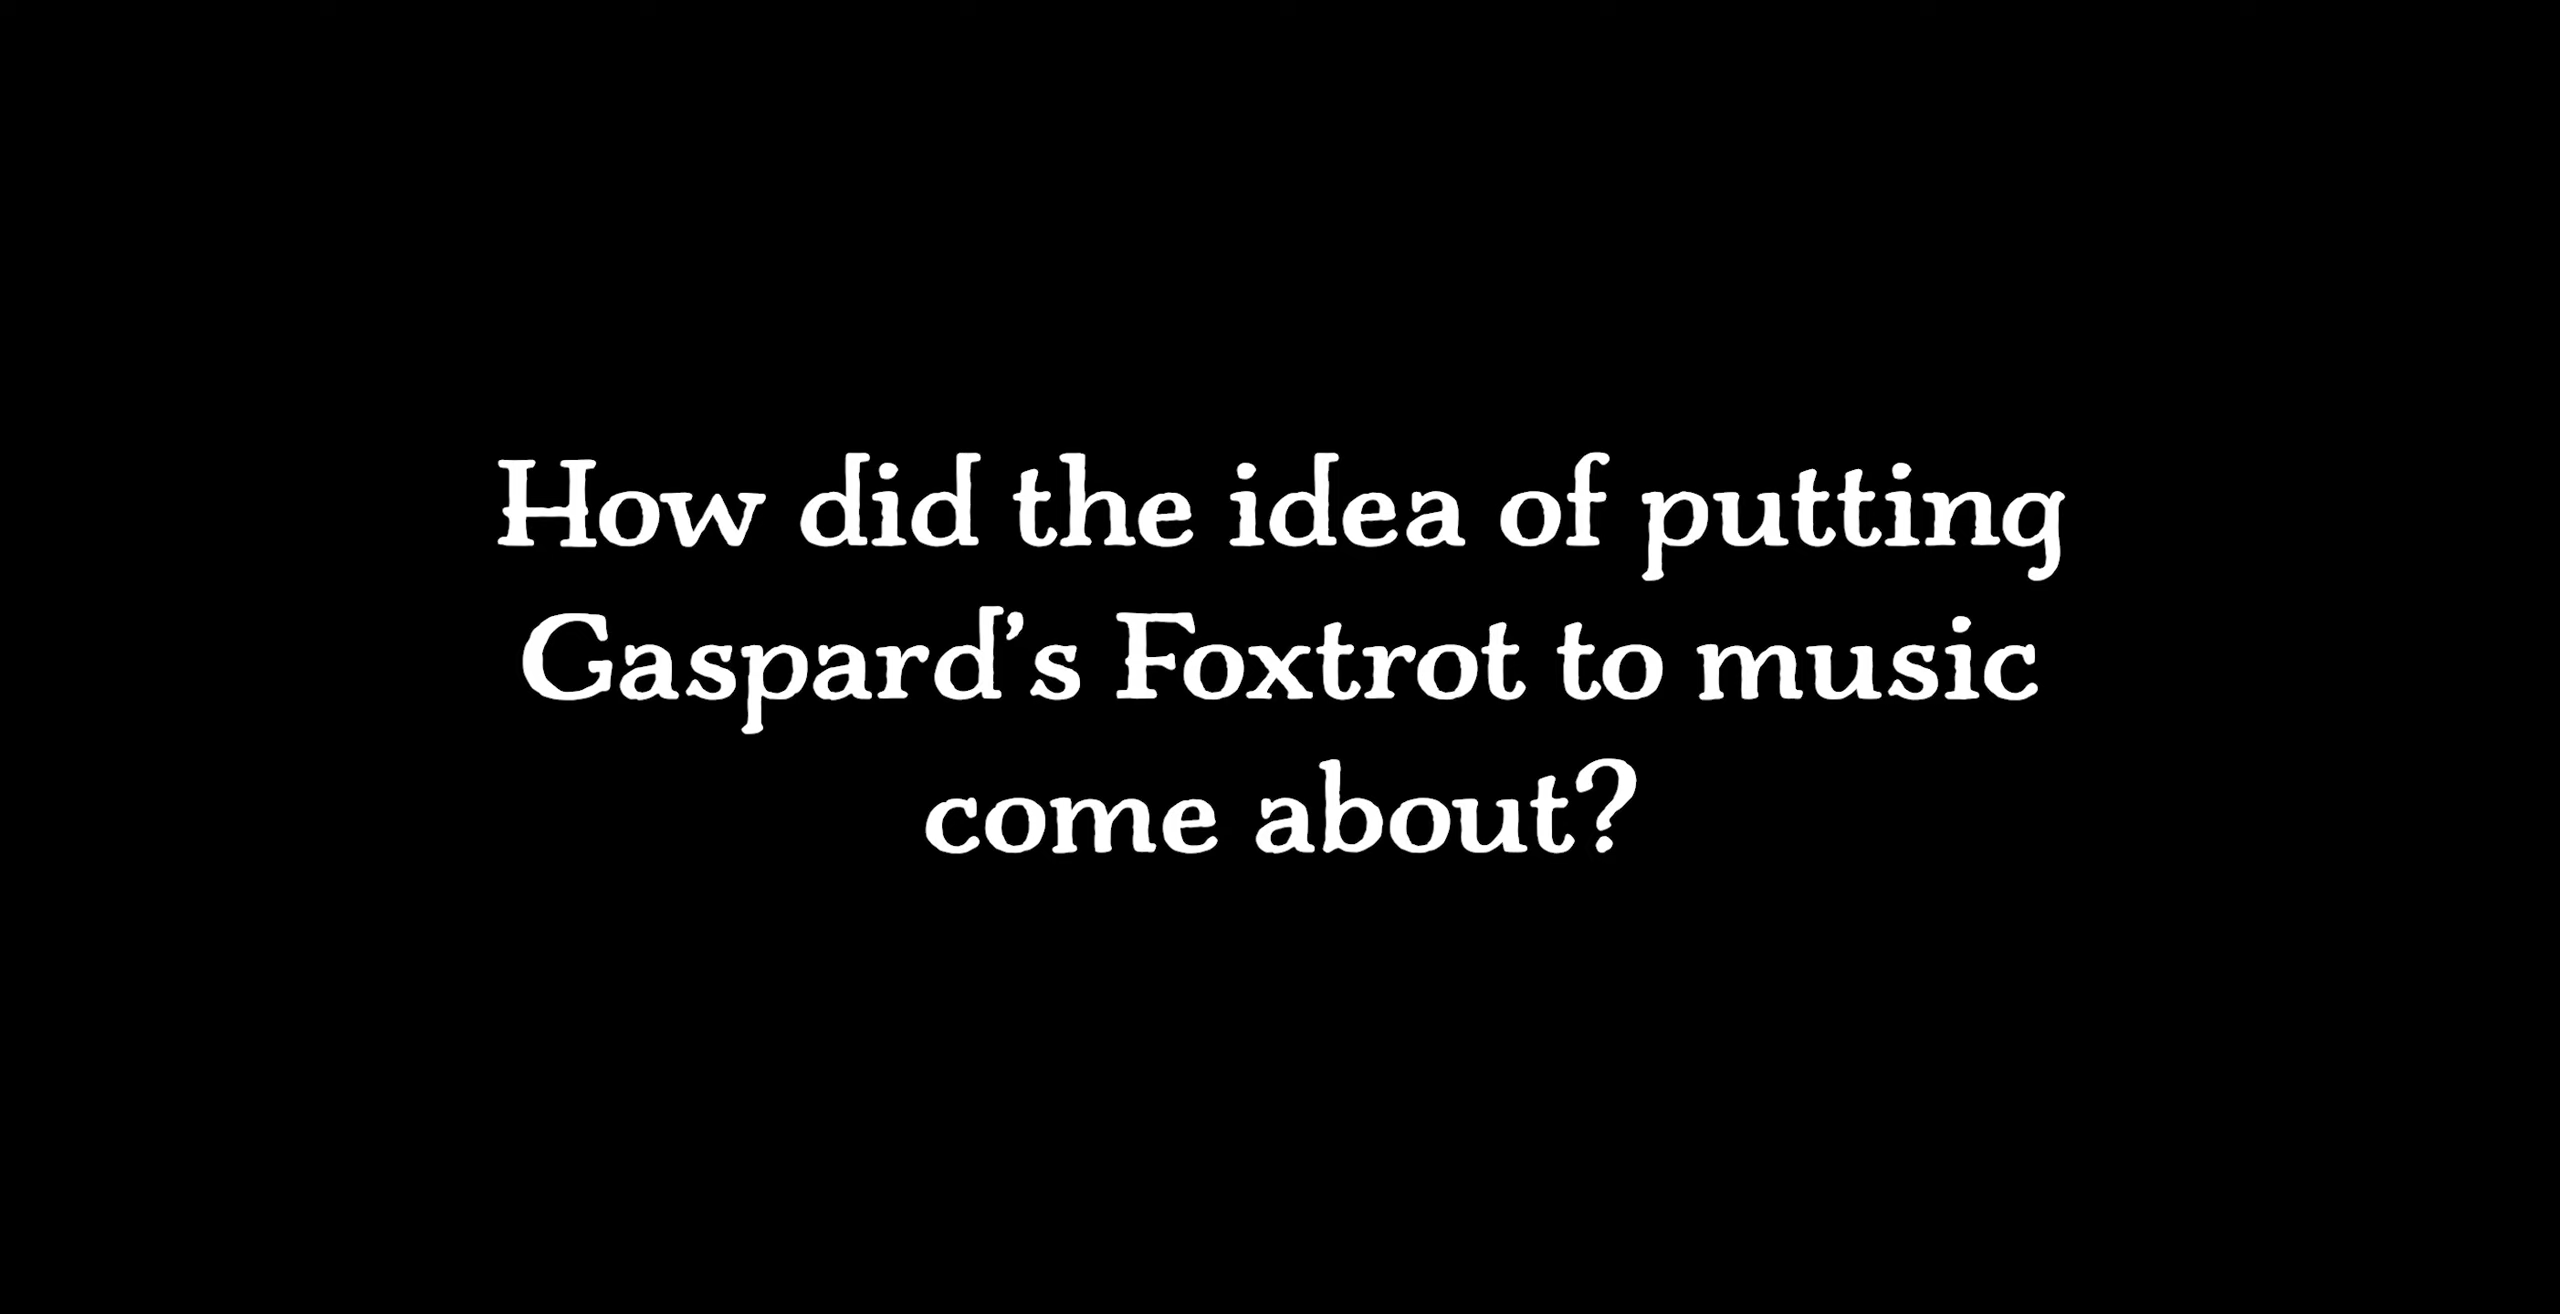 How did the idea of putting
Gaspard’s Foxtrot to music
come about?